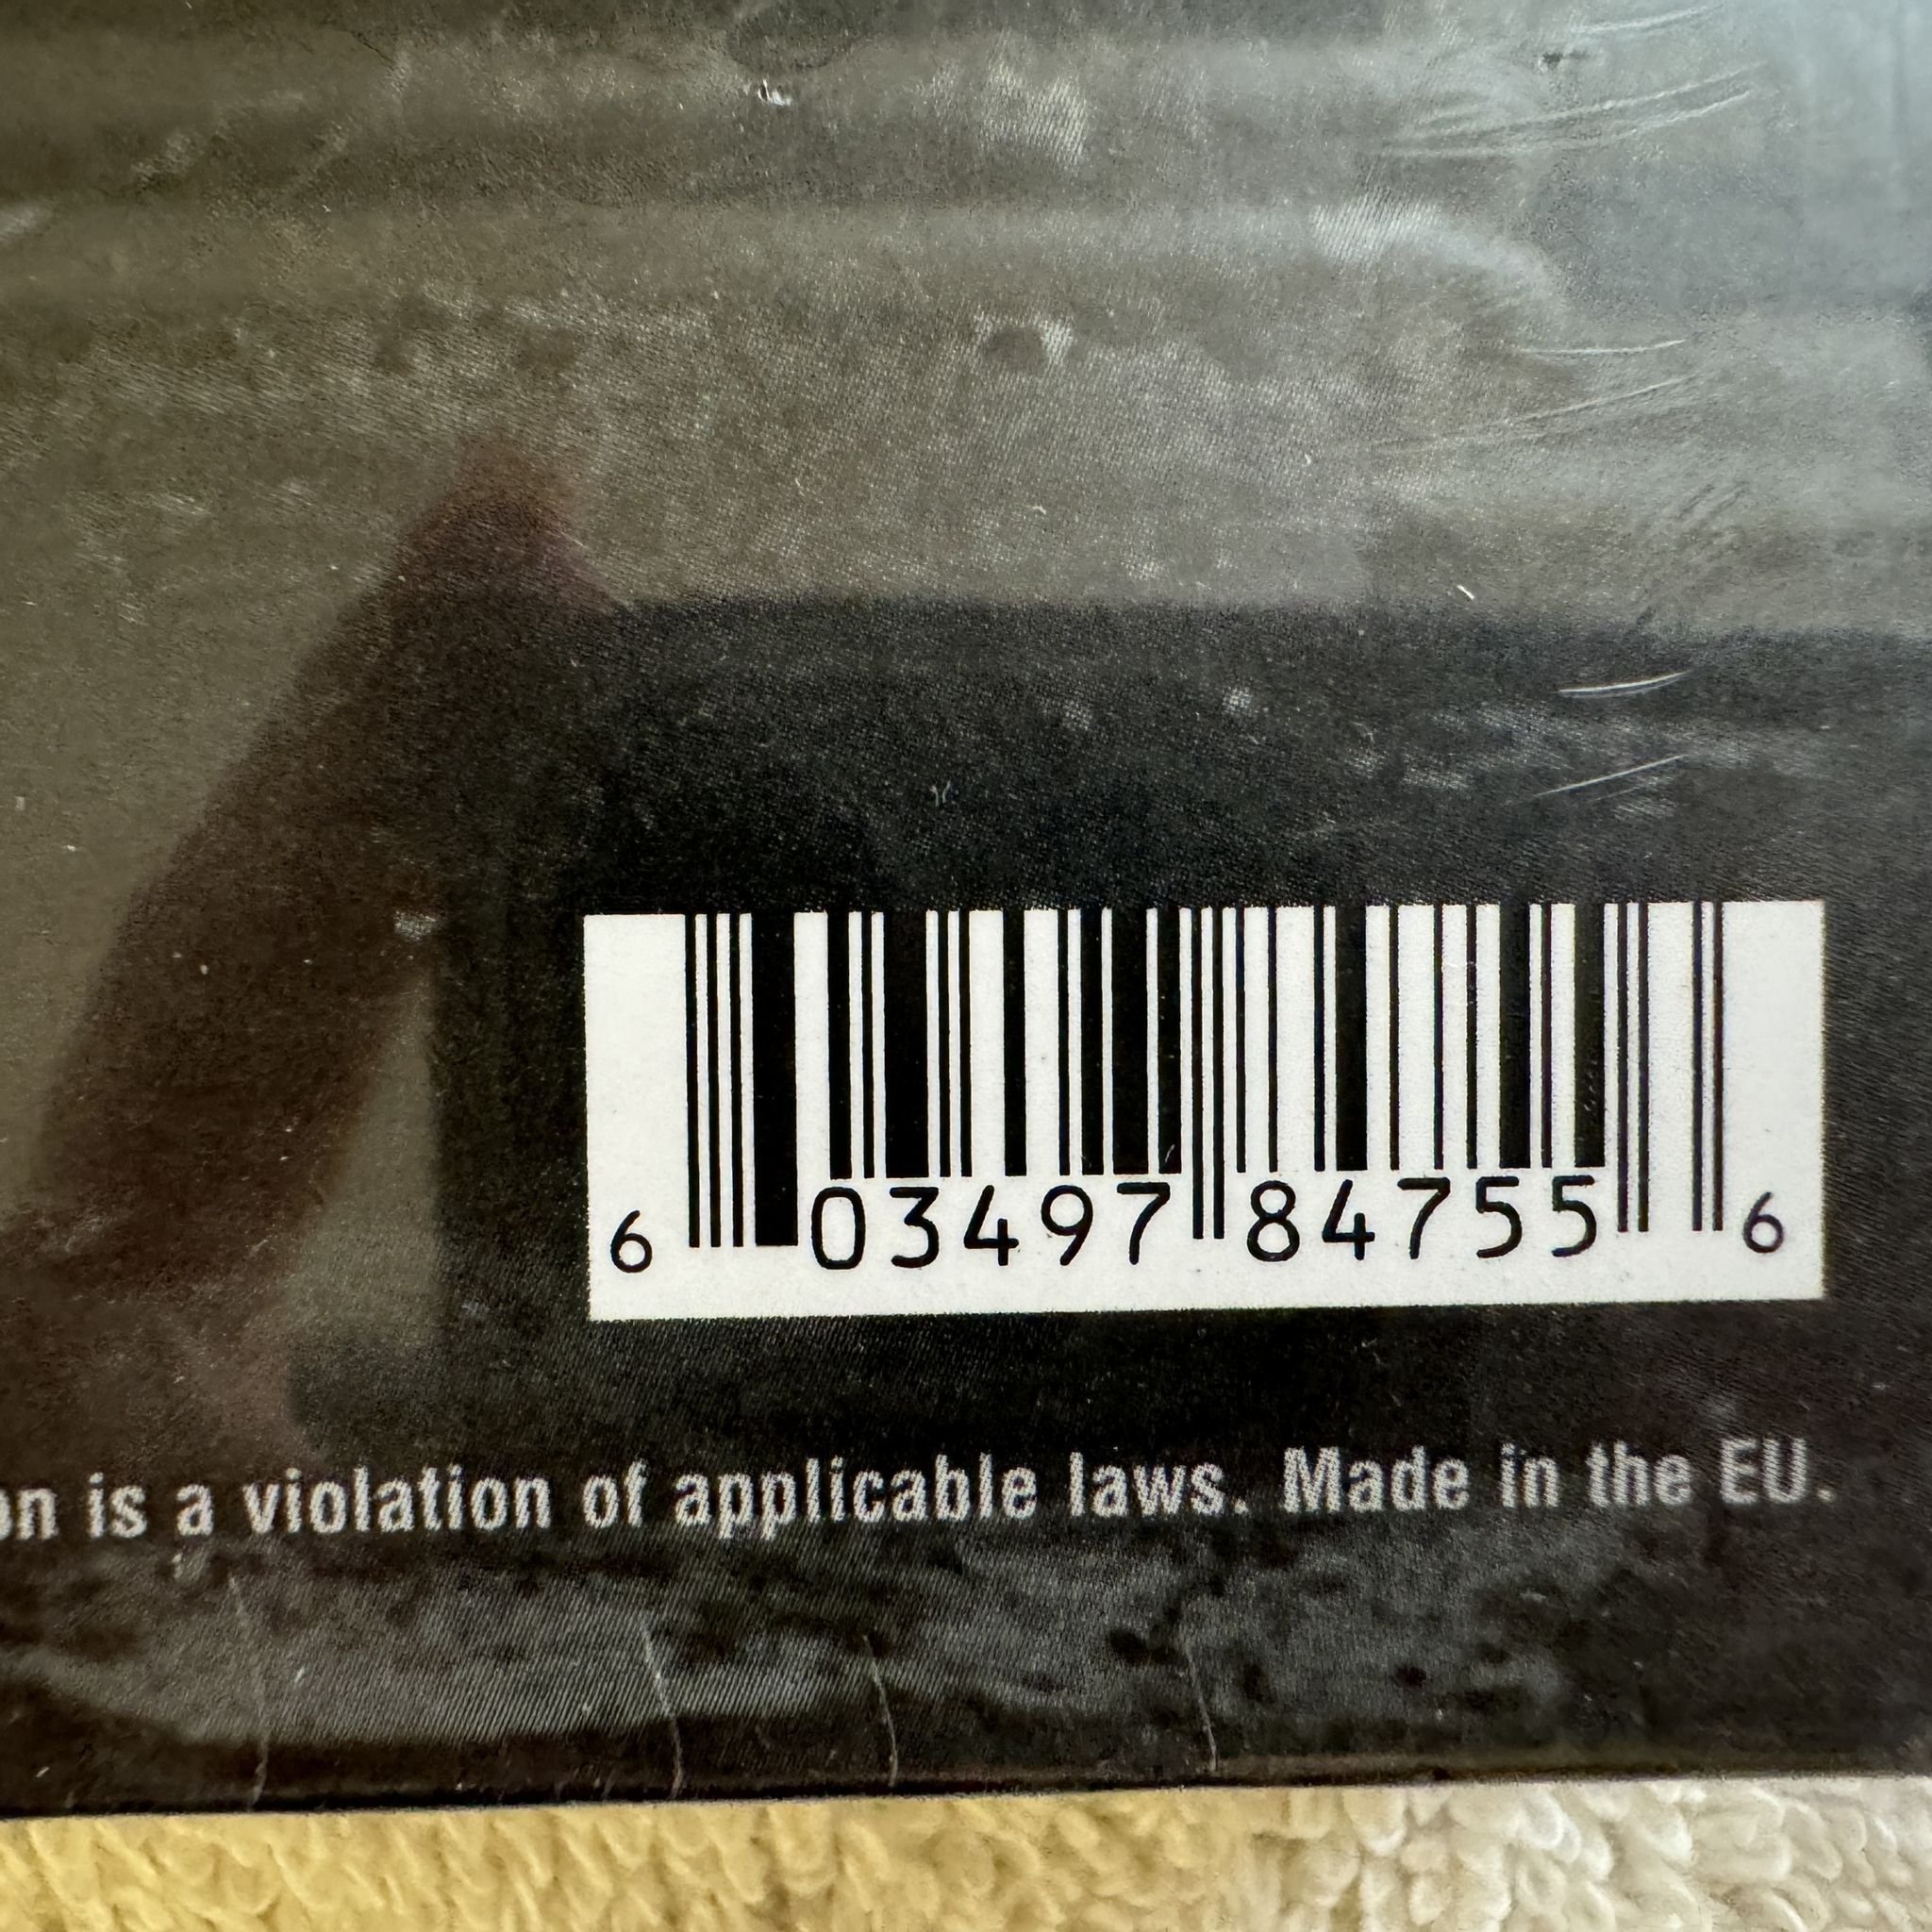 6 03497 84755 6
on is a violation of applicable laws. Made in the EU.